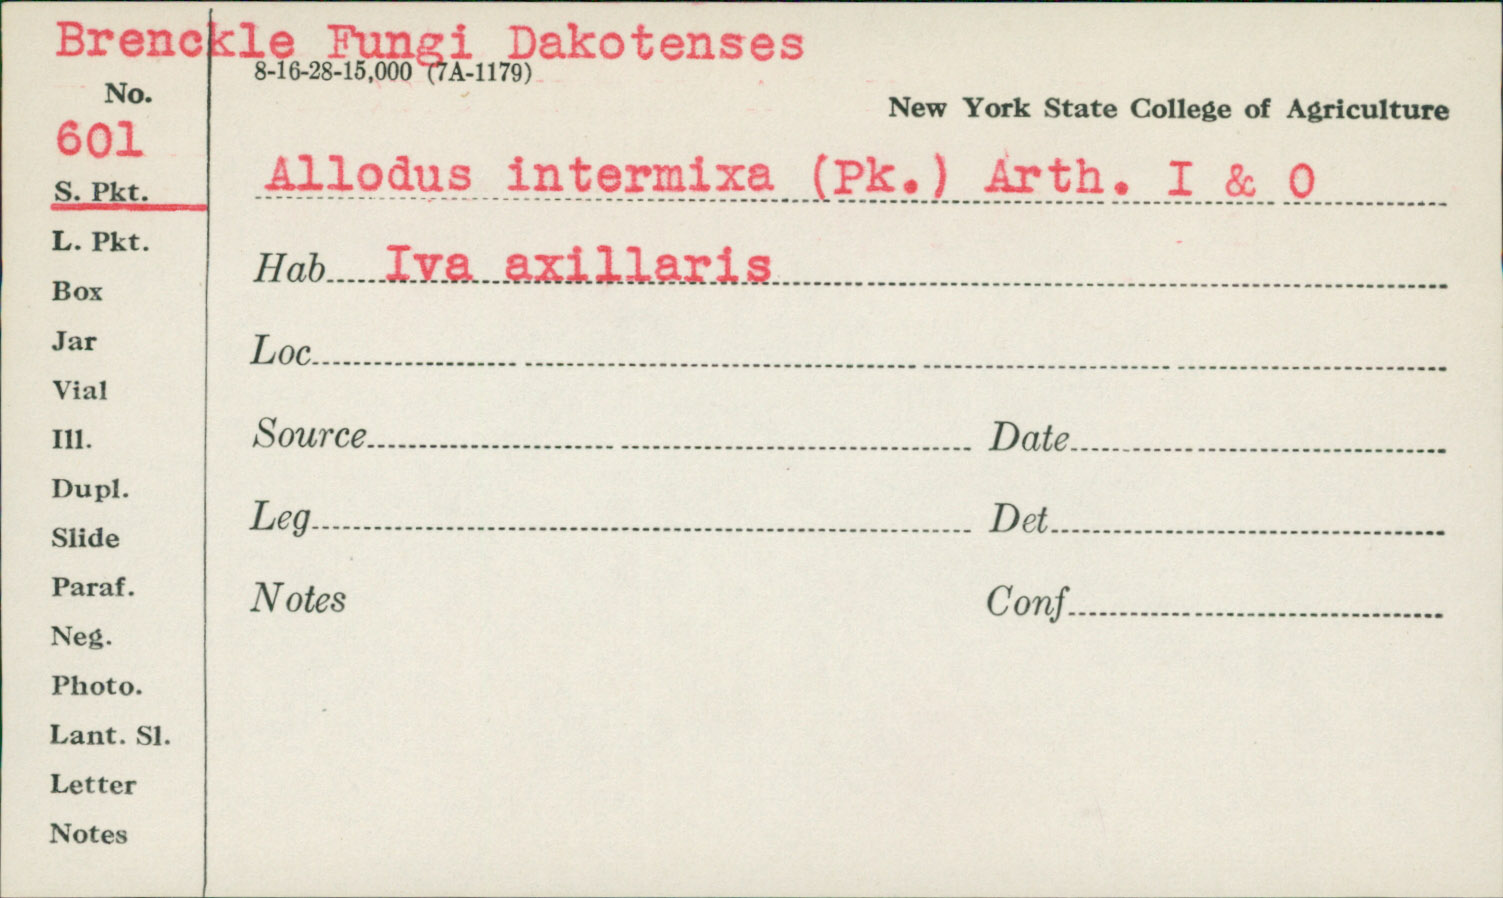 Brenckle Fungi Dakotenses
8-16-28-15,000 (7A-1179)
No.
New York State College of Agriculture
601
Allodus intermixa (Pk.) Arth. I & O
S. Pkt.
L. Pkt.
Hab Iva axillaris
Box
Jar
Loc
Vial
Ill.
Source Date
Dupl.
Leg Det
Slide
Paraf.
Notes Conf
Neg.
Photo.
Lant. Sl.
Letter
Notes